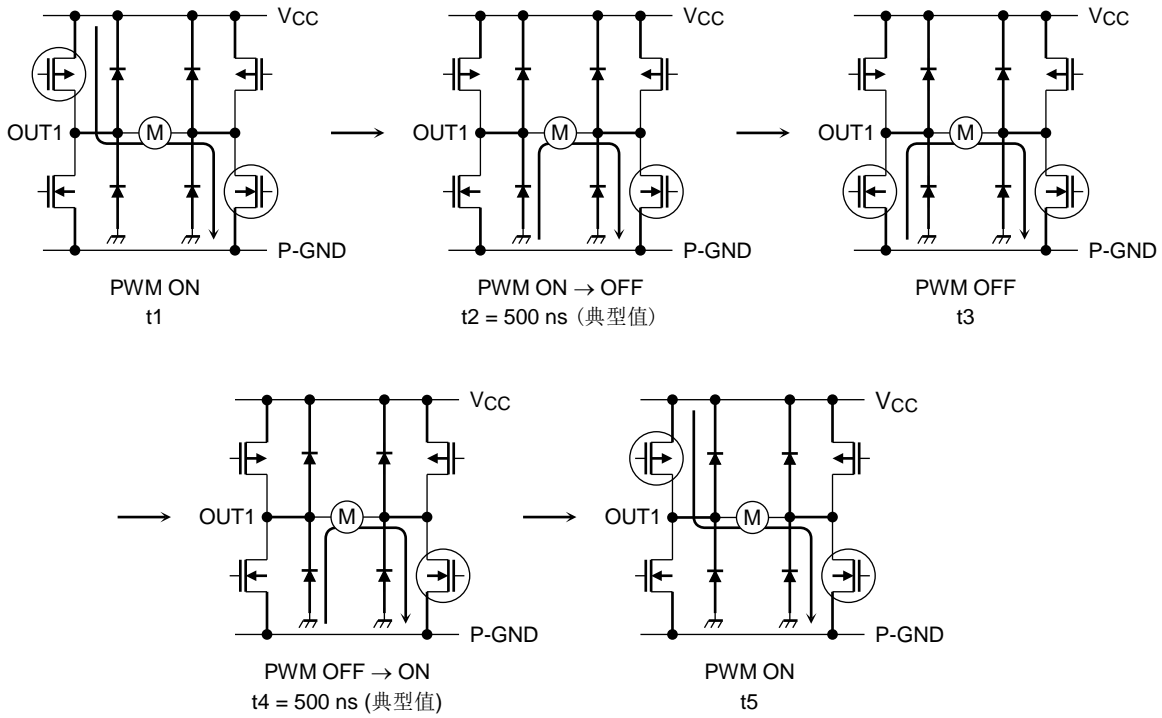 VCC
OUT1
M
P-GND
PWM ON
t1
VCC
OUT1
M
P-GND
PWM ON → OFF
t2 = 500 ns (典型值)
VCC
OUT1
M
P-GND
PWM OFF
t3
VCC
OUT1
M
P-GND
PWM OFF → ON
t4 = 500 ns (典型值)
VCC
OUT1
M
P-GND
PWM ON
t5